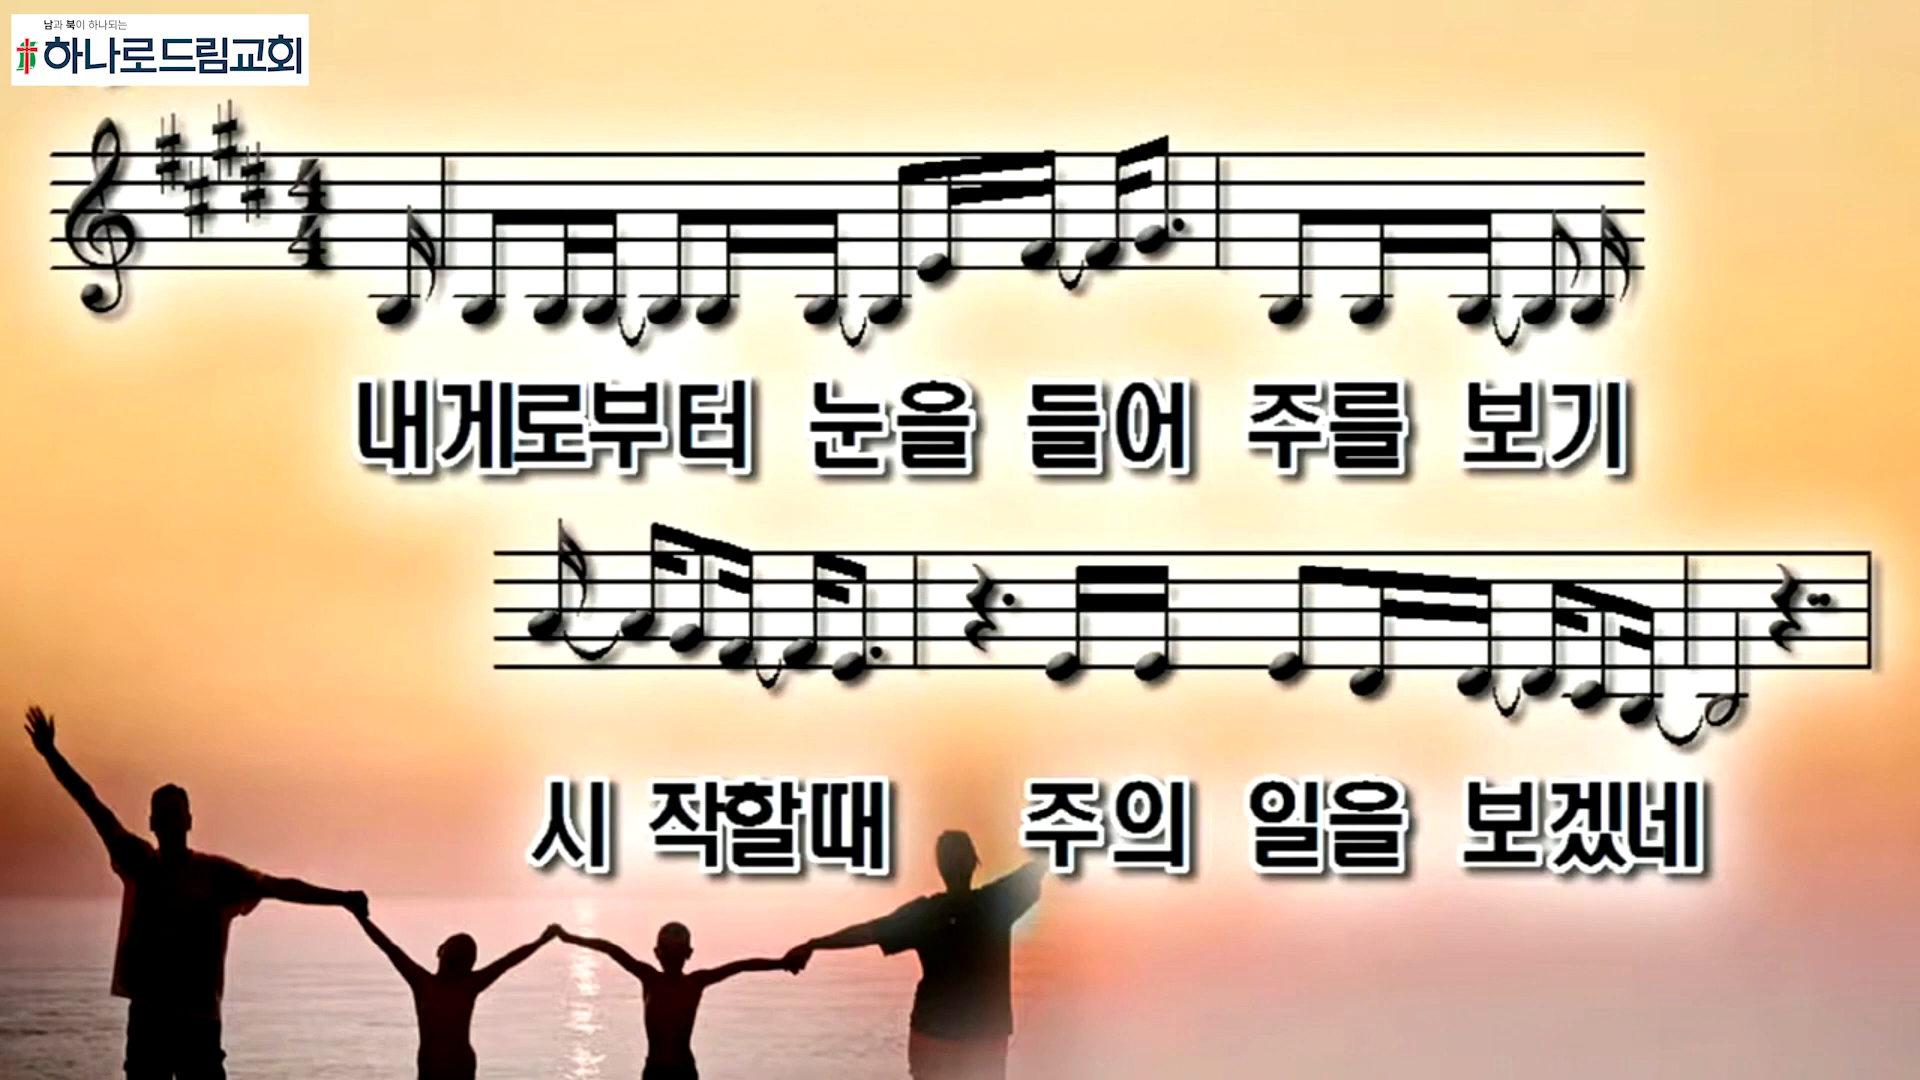 남과 북이 하나되는
하나로드림교회
내게로부터 눈을 들어 주를 보기
시 작할때 주의 일을 보겠네